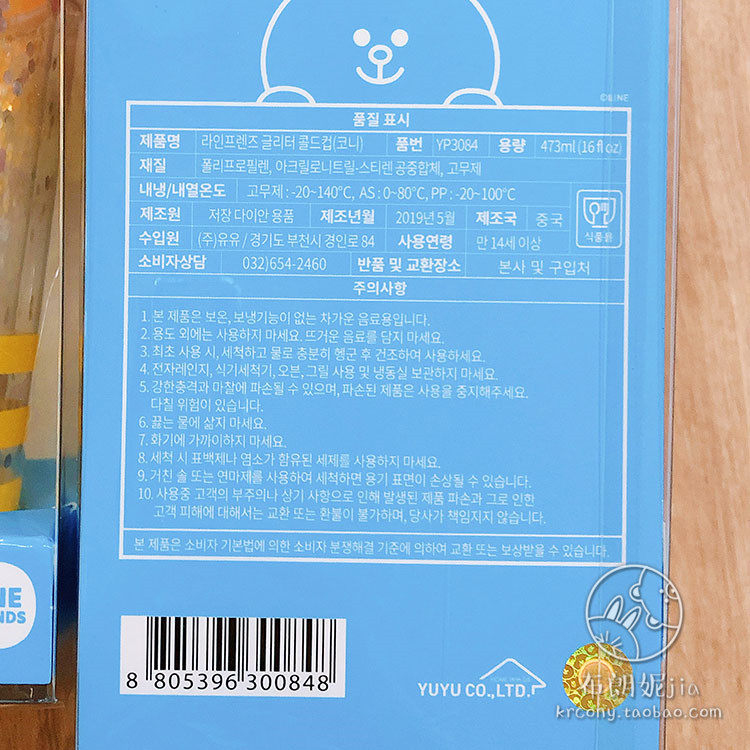 ©LINE
품질 표시
제품명 라인프렌즈 글리터 콜드컵(코니) 품번 YP3084 용량 473ml (16 fl oz)
재질 폴리프로필렌, 아크릴로니트릴-스티렌 공중합체, 고무제
내냉/내열온도 고무제 : -20~140°C, AS : 0~80°C, PP : -20~100°C
제조원 저장 다이안 용품 제조년월 2019년 5월 제조국 중국
식품용
수입원 (주)유유 / 경기도 부천시 경인로 84 사용연령 만 14세 이상
소비자상담 032)654-2460 반품 및 교환장소 본사 및 구입처
주의사항
1. 본 제품은 보온, 보냉기능이 없는 차가운 음료용입니다.
2. 용도 외에는 사용하지 마세요. 뜨거운 음료를 담지 마세요.
3. 최초 사용 시, 세척하고 물로 충분히 헹군 후 건조하여 사용하세요.
4. 전자레인지, 식기세척기, 오븐, 그릴 사용 및 냉동실 보관하지 마세요.
5. 강한충격과 마찰에 파손될 수 있으며, 파손된 제품은 사용을 중지해주세요.
다칠 위험이 있습니다.
6. 끓는 물에 삶지 마세요.
7. 화기에 가까이하지 마세요.
8. 세척 시 표백제나 염소가 함유된 세제를 사용하지 마세요.
9. 거친 솔 또는 연마제를 사용하여 세척하면 용기 표면이 손상될 수 있습니다.
10. 사용중 고객의 부주의나 상기 사항으로 인해 발생된 제품 파손과 그로 인한
고객 피해에 대해서는 교환 또는 환불이 불가하며, 당사가 책임지지 않습니다.
본 제품은 소비자 기본법에 의한 소비자 분쟁해결 기준에 의하여 교환 또는 보상받을 수 있습니다.
NE
NDS
8 805396 300848
YUYU CO.,LTD.
布朗妮jia
krcony.taobao.com